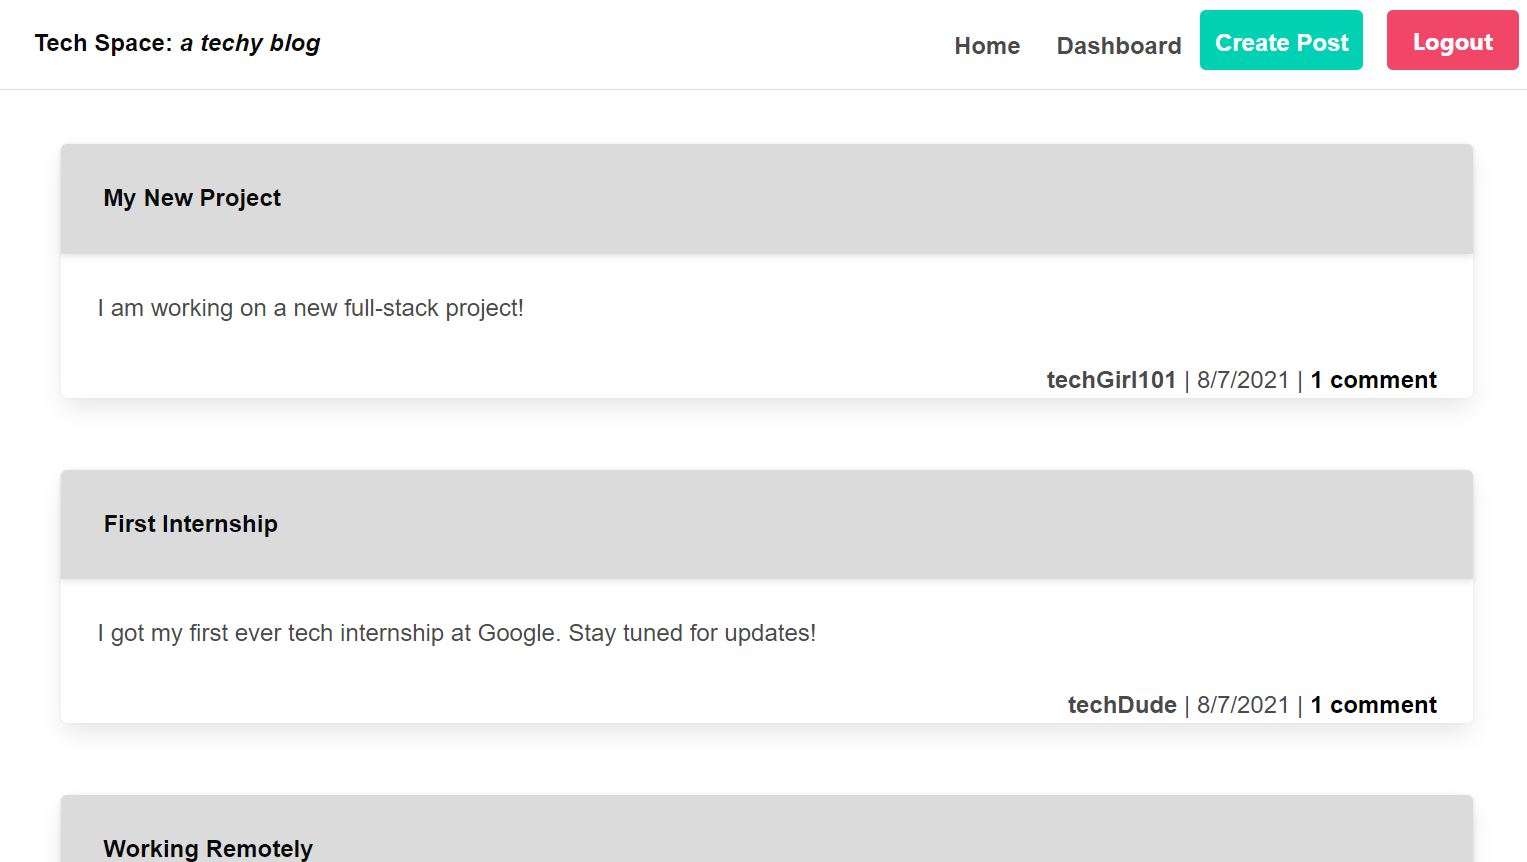 Tech Space: a techy blog Home Dashboard Create Post Logout
My New Project
I am working on a new full-stack project!
techGirl101 | 8/7/2021 | 1 comment
First Internship
I got my first ever tech internship at Google. Stay tuned for updates!
techDude | 8/7/2021 | 1 comment
Working Remotely